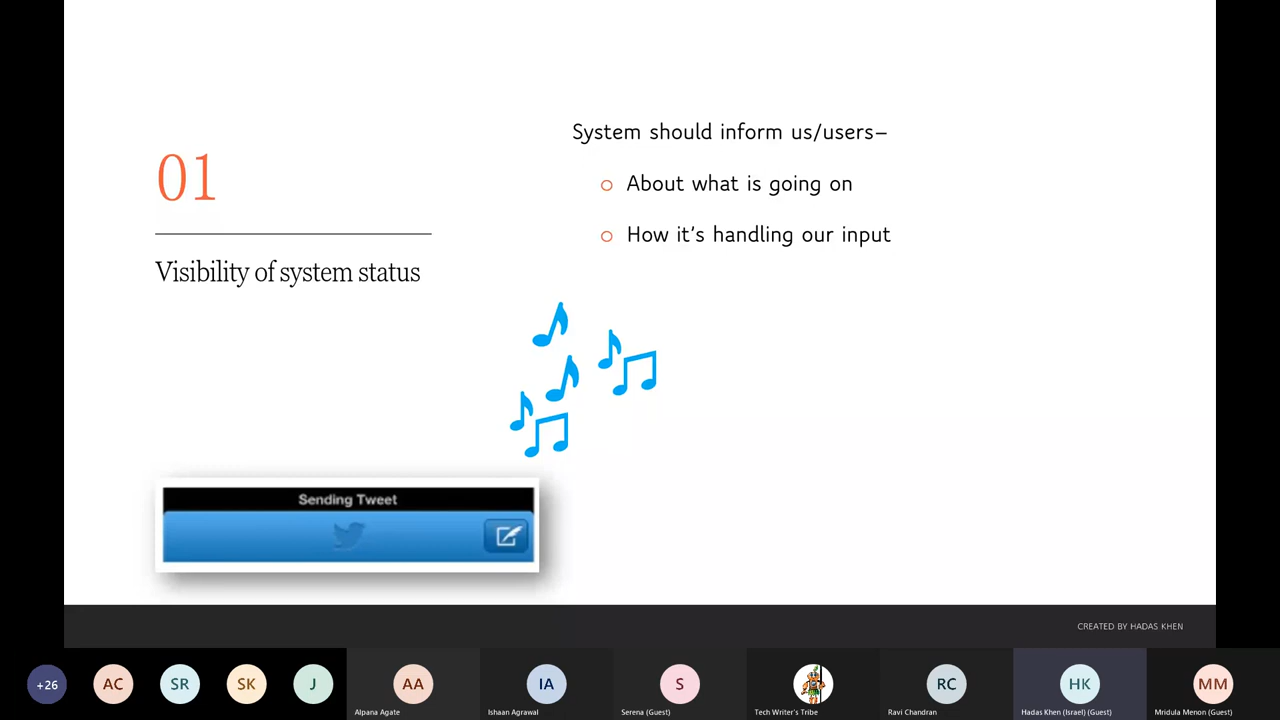 01
Visibility of system status
System should inform us/users–
About what is going on
How it's handling our input
Sending Tweet
CREATED BY HADAS KHEN
+26
AC
SR
SK
J
AA
IA
S
RC
HK
MM
Alpana Agate
Ishaan Agrawal
Serena (Guest)
Tech Writer's Tribe
Ravi Chandran
Hadas Khen (Israel) (Guest)
Mridula Menon (Guest)